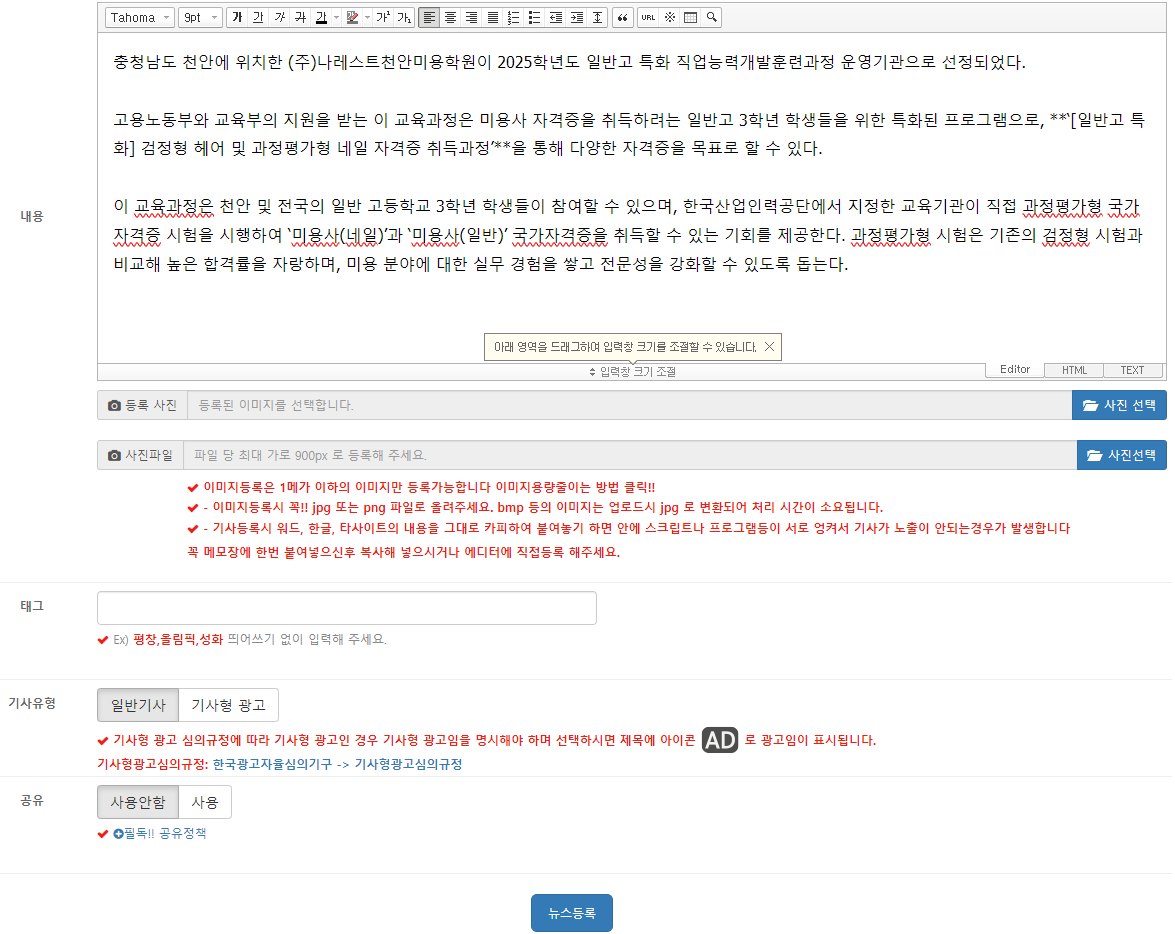 Tahoma 9pt 가 가 가 가 가 가¹ 가₁ URL
내용
충청남도 천안에 위치한 (주)나레스트천안미용학원이 2025학년도 일반고 특화 직업능력개발훈련과정 운영기관으로 선정되었다.
고용노동부와 교육부의 지원을 받는 이 교육과정은 미용사 자격증을 취득하려는 일반고 3학년 학생들을 위한 특화된 프로그램으로, **‘[일반고 특
화] 검정형 헤어 및 과정평가형 네일 자격증 취득과정’**을 통해 다양한 자격증을 목표로 할 수 있다.
이 교육과정은 천안 및 전국의 일반 고등학교 3학년 학생들이 참여할 수 있으며, 한국산업인력공단에서 지정한 교육기관이 직접 과정평가형 국가
자격증 시험을 시행하여 ‘미용사(네일)’과 ‘미용사(일반)’ 국가자격증을 취득할 수 있는 기회를 제공한다. 과정평가형 시험은 기존의 검정형 시험과
비교해 높은 합격률을 자랑하며, 미용 분야에 대한 실무 경험을 쌓고 전문성을 강화할 수 있도록 돕는다.
아래 영역을 드래그하여 입력창 크기를 조절할 수 있습니다.
입력창 크기 조절 Editor HTML TEXT
등록 사진 등록된 이미지를 선택합니다. 사진 선택
사진파일 파일 당 최대 가로 900px 로 등록해 주세요. 사진선택
이미지등록은 1메가 이하의 이미지만 등록가능합니다 이미지용량줄이는 방법 클릭!!
- 이미지등록시 꼭!! jpg 또는 png 파일로 올려주세요. bmp 등의 이미지는 업로드시 jpg 로 변환되어 처리 시간이 소요됩니다.
- 기사등록시 워드, 한글, 타사이트의 내용을 그대로 카피하여 붙여놓기 하면 안에 스크립트나 프로그램등이 서로 엉켜서 기사가 노출이 안되는경우가 발생합니다
꼭 메모장에 한번 붙여넣으신후 복사해 넣으시거나 에디터에 직접등록 해주세요.
태그
Ex) 평창,올림픽,성화 띄어쓰기 없이 입력해 주세요.
기사유형 일반기사 기사형 광고
기사형 광고 심의규정에 따라 기사형 광고인 경우 기사형 광고임을 명시해야 하며 선택하시면 제목에 아이콘 AD 로 광고임이 표시됩니다.
기사형광고심의규정: 한국광고자율심의기구 -> 기사형광고심의규정
공유 사용안함 사용
필독!! 공유정책
뉴스등록